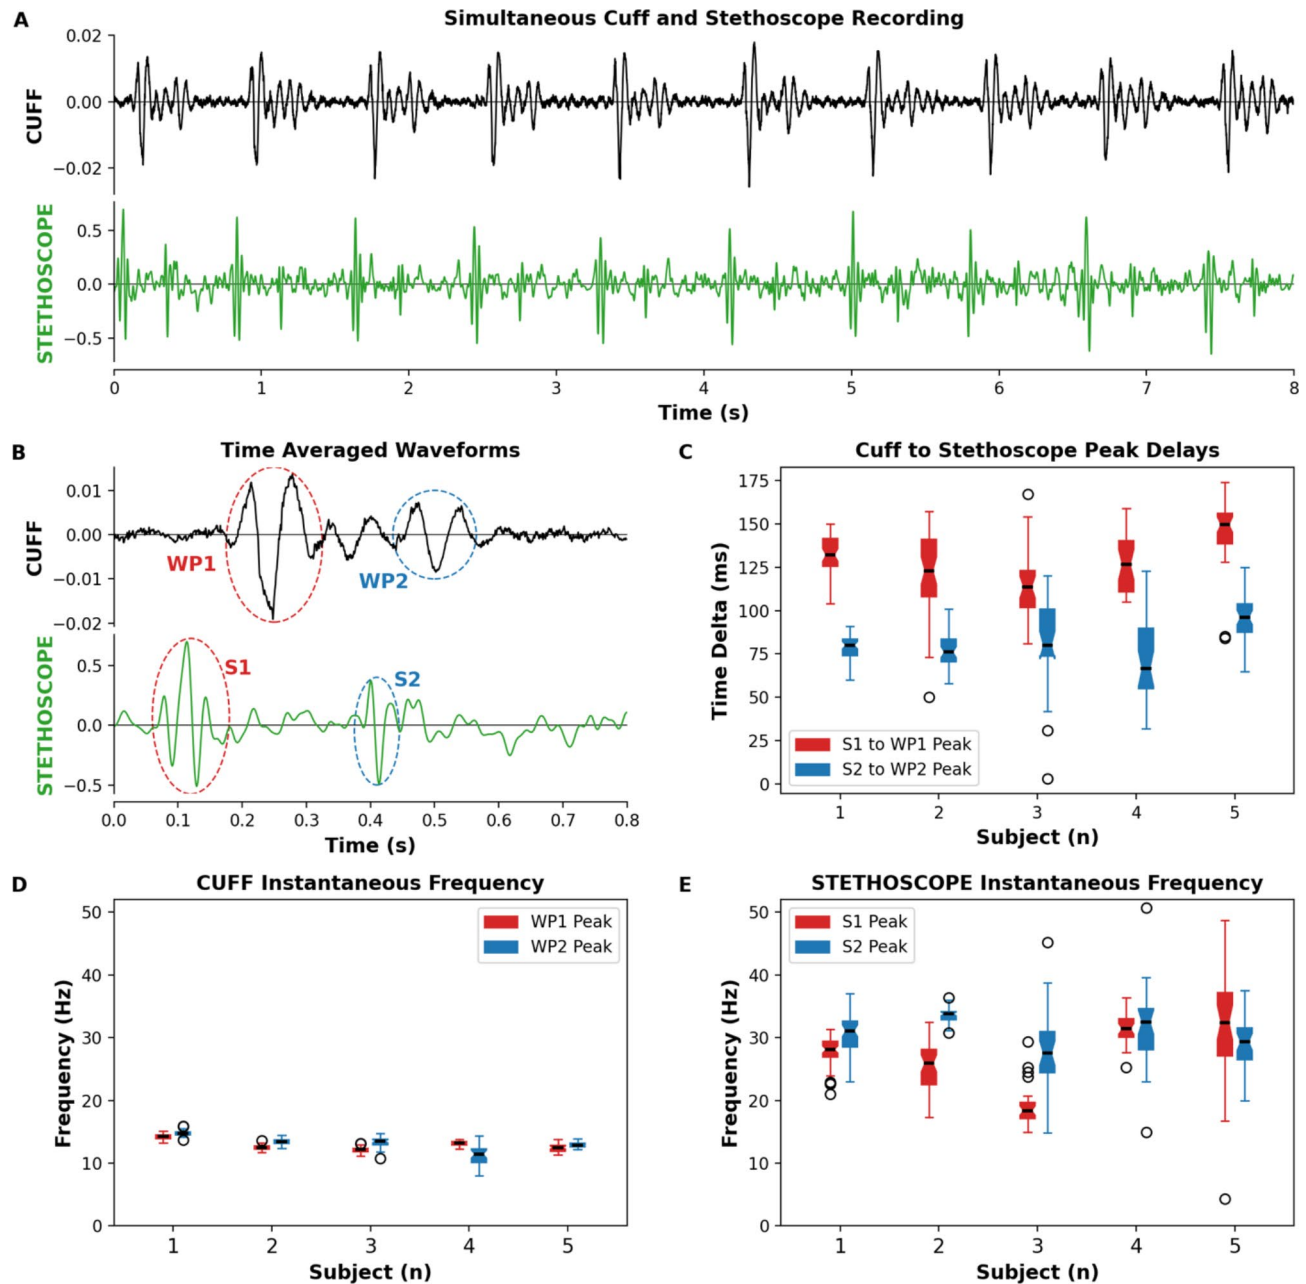 A
Simultaneous Cuff and Stethoscope Recording
0.02
0.00
−0.02
CUFF
0.5
0.0
−0.5
STETHOSCOPE
0 1 2 3 4 5 6 7 8
Time (s)
B
Time Averaged Waveforms
0.01
0.00
−0.01
−0.02
CUFF
WP1
WP2
0.5
0.0
−0.5
STETHOSCOPE
S1
S2
0.0 0.1 0.2 0.3 0.4 0.5 0.6 0.7 0.8
Time (s)
C
Cuff to Stethoscope Peak Delays
175
150
125
100
75
50
25
0
Time Delta (ms)
S1 to WP1 Peak
S2 to WP2 Peak
1 2 3 4 5
Subject (n)
D
CUFF Instantaneous Frequency
50
40
30
20
10
0
Frequency (Hz)
WP1 Peak
WP2 Peak
1 2 3 4 5
Subject (n)
E
STETHOSCOPE Instantaneous Frequency
50
40
30
20
10
0
Frequency (Hz)
S1 Peak
S2 Peak
1 2 3 4 5
Subject (n)